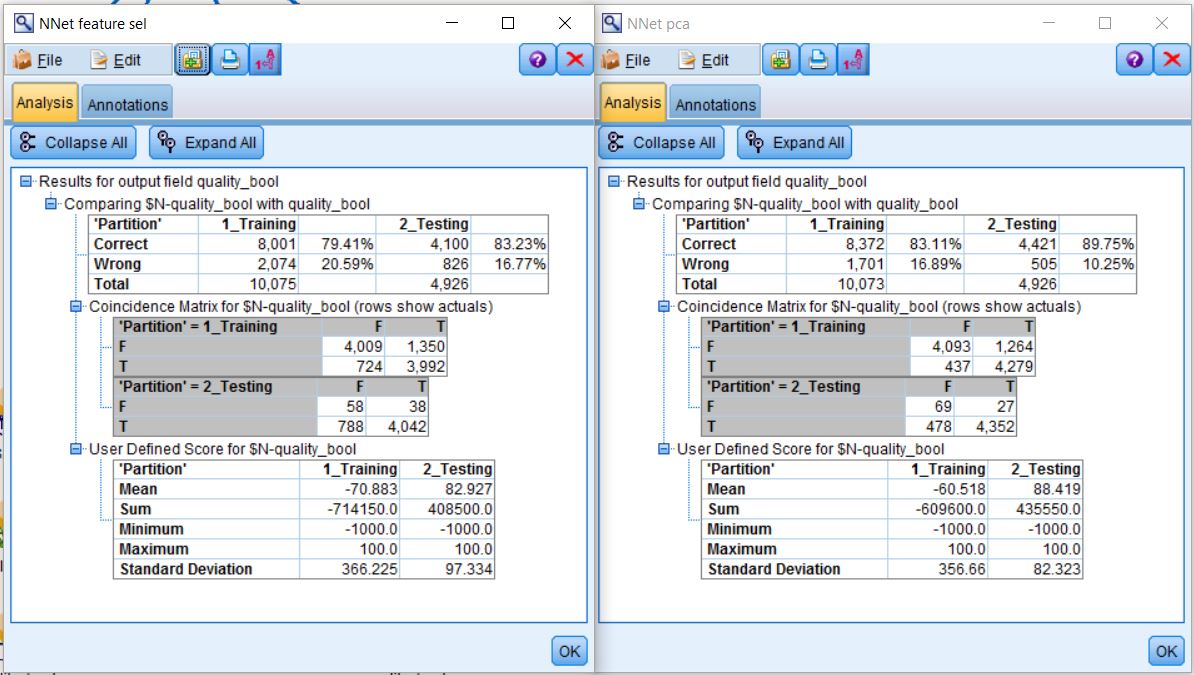 NNet feature sel
File Edit
Analysis Annotations
Collapse All Expand All
Results for output field quality_bool
Comparing $N-quality_bool with quality_bool
'Partition' 1_Training 2_Testing
Correct 8,001 79.41% 4,100 83.23%
Wrong 2,074 20.59% 826 16.77%
Total 10,075 4,926
Coincidence Matrix for $N-quality_bool (rows show actuals)
'Partition' = 1_Training F T
F 4,009 1,350
T 724 3,992
'Partition' = 2_Testing F T
F 58 38
T 788 4,042
User Defined Score for $N-quality_bool
'Partition' 1_Training 2_Testing
Mean -70.883 82.927
Sum -714150.0 408500.0
Minimum -1000.0 -1000.0
Maximum 100.0 100.0
Standard Deviation 366.225 97.334
OK
NNet pca
File Edit
Analysis Annotations
Collapse All Expand All
Results for output field quality_bool
Comparing $N-quality_bool with quality_bool
'Partition' 1_Training 2_Testing
Correct 8,372 83.11% 4,421 89.75%
Wrong 1,701 16.89% 505 10.25%
Total 10,073 4,926
Coincidence Matrix for $N-quality_bool (rows show actuals)
'Partition' = 1_Training F T
F 4,093 1,264
T 437 4,279
'Partition' = 2_Testing F T
F 69 27
T 478 4,352
User Defined Score for $N-quality_bool
'Partition' 1_Training 2_Testing
Mean -60.518 88.419
Sum -609600.0 435550.0
Minimum -1000.0 -1000.0
Maximum 100.0 100.0
Standard Deviation 356.66 82.323
OK